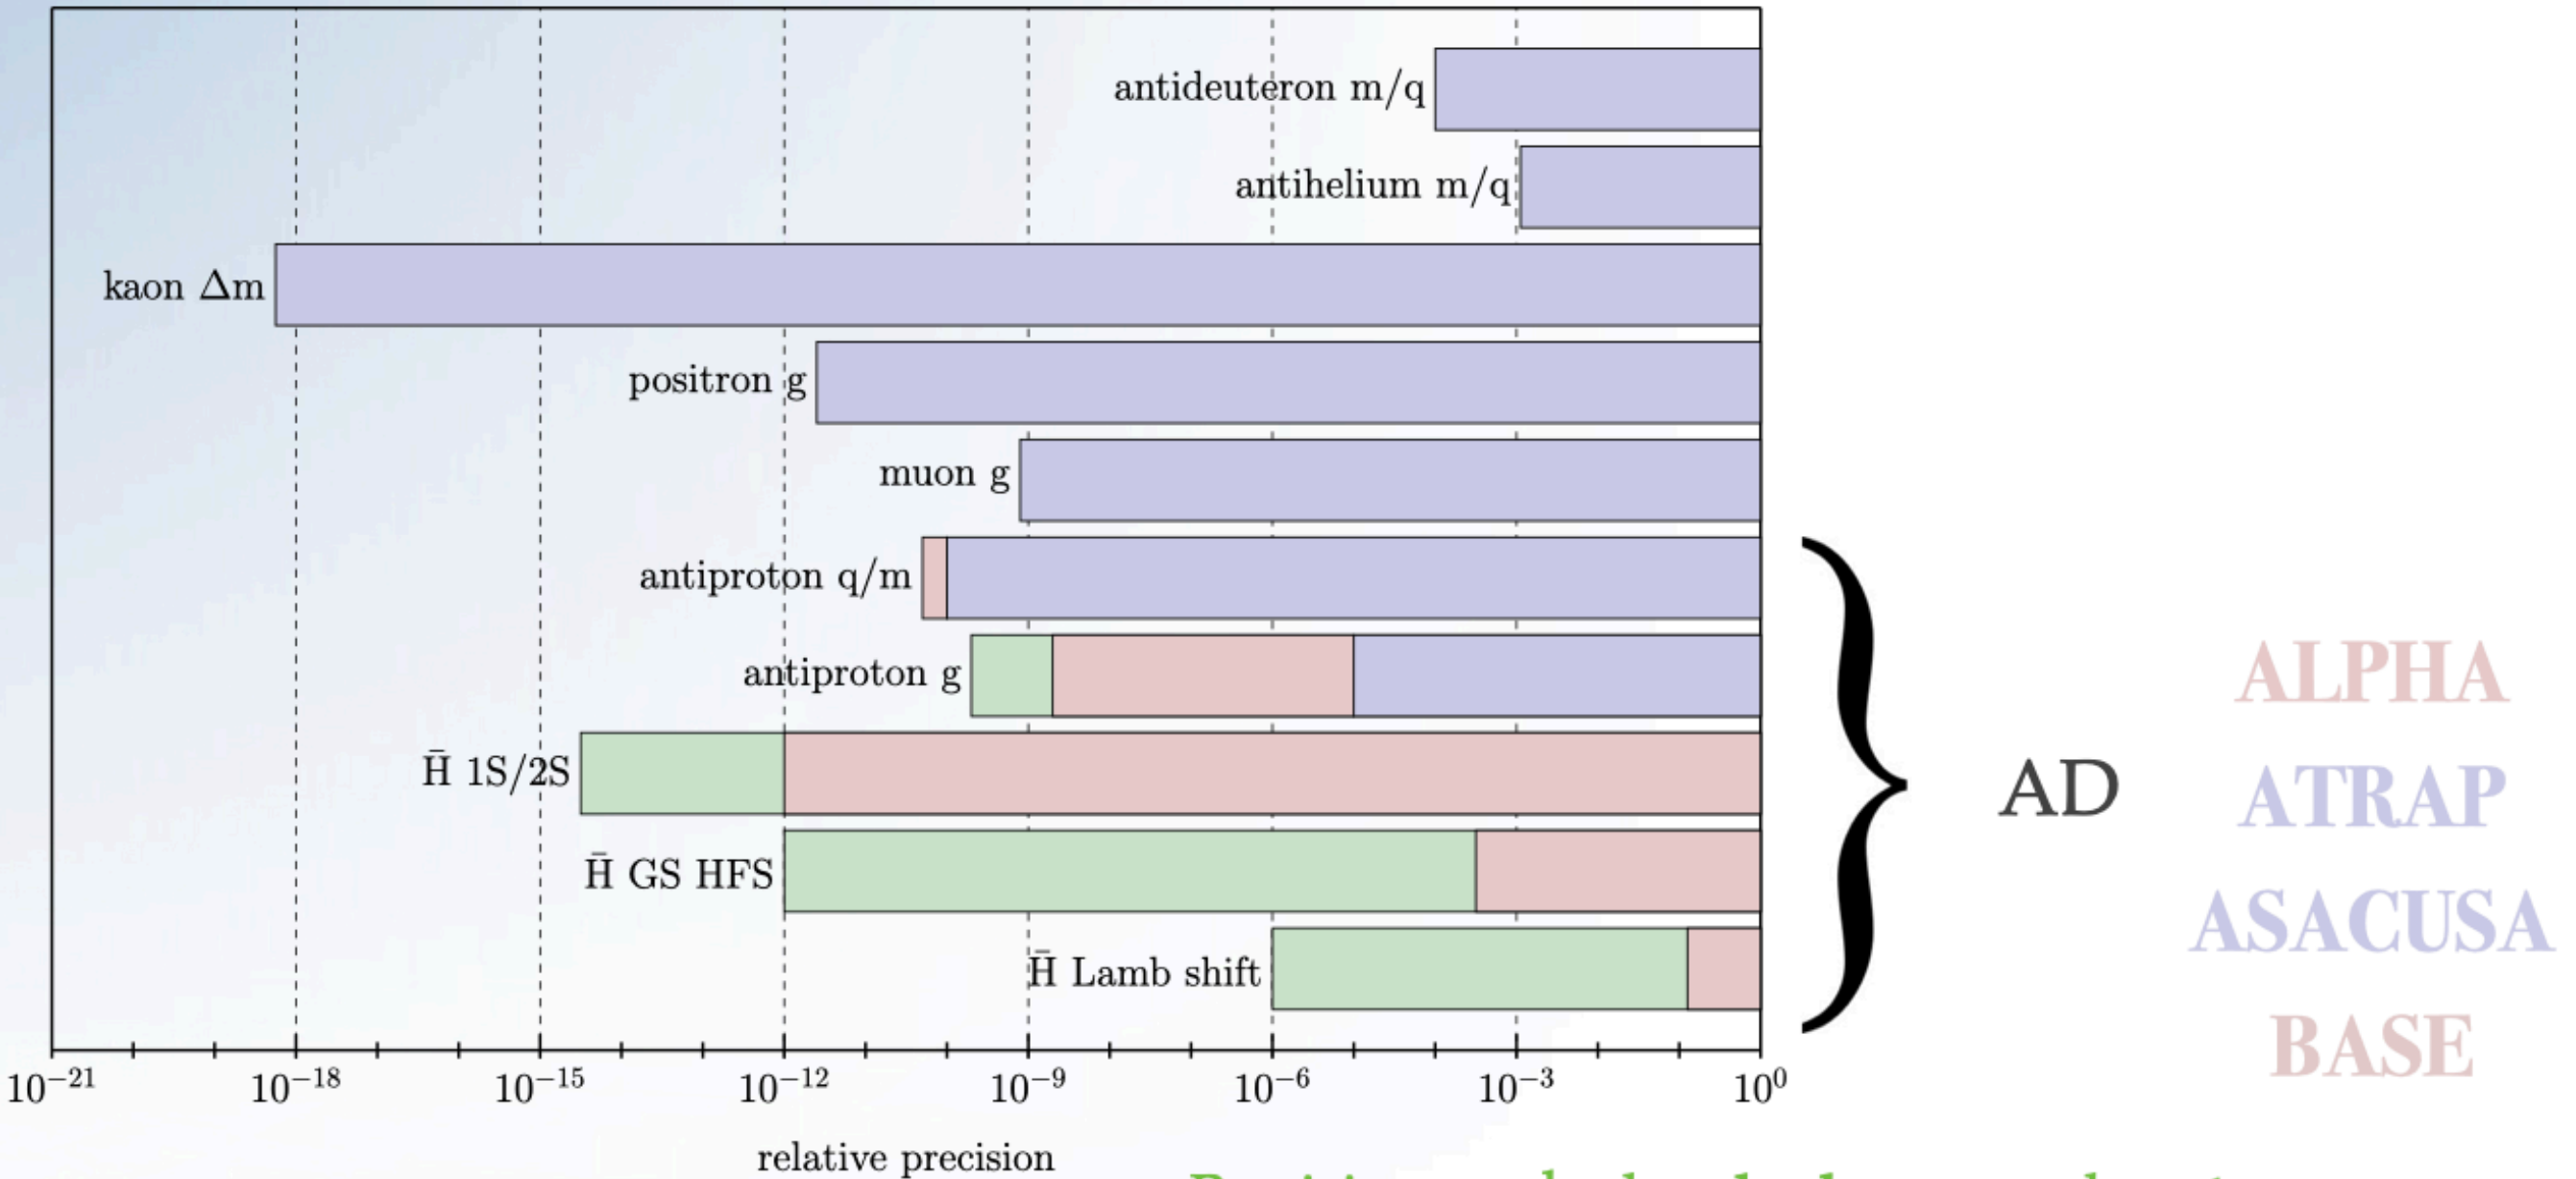 antideuteron m/q
antihelium m/q
kaon Δm
positron g
muon g
antiproton q/m
antiproton g
H̄ 1S/2S
H̄ GS HFS
H̄ Lamb shift
10⁻²¹ 10⁻¹⁸ 10⁻¹⁵ 10⁻¹² 10⁻⁹ 10⁻⁶ 10⁻³ 10⁰
relative precision
AD
ALPHA
ATRAP
ASACUSA
BASE